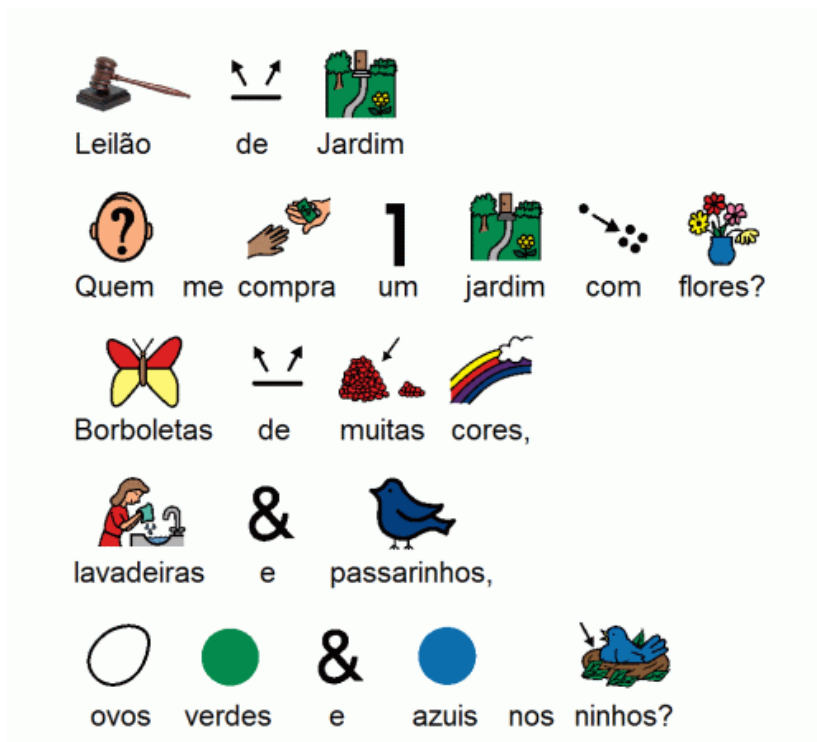 Leilão de Jardim
Quem me compra um jardim com flores?
Borboletas de muitas cores,
lavadeiras e passarinhos,
ovos verdes e azuis nos ninhos?